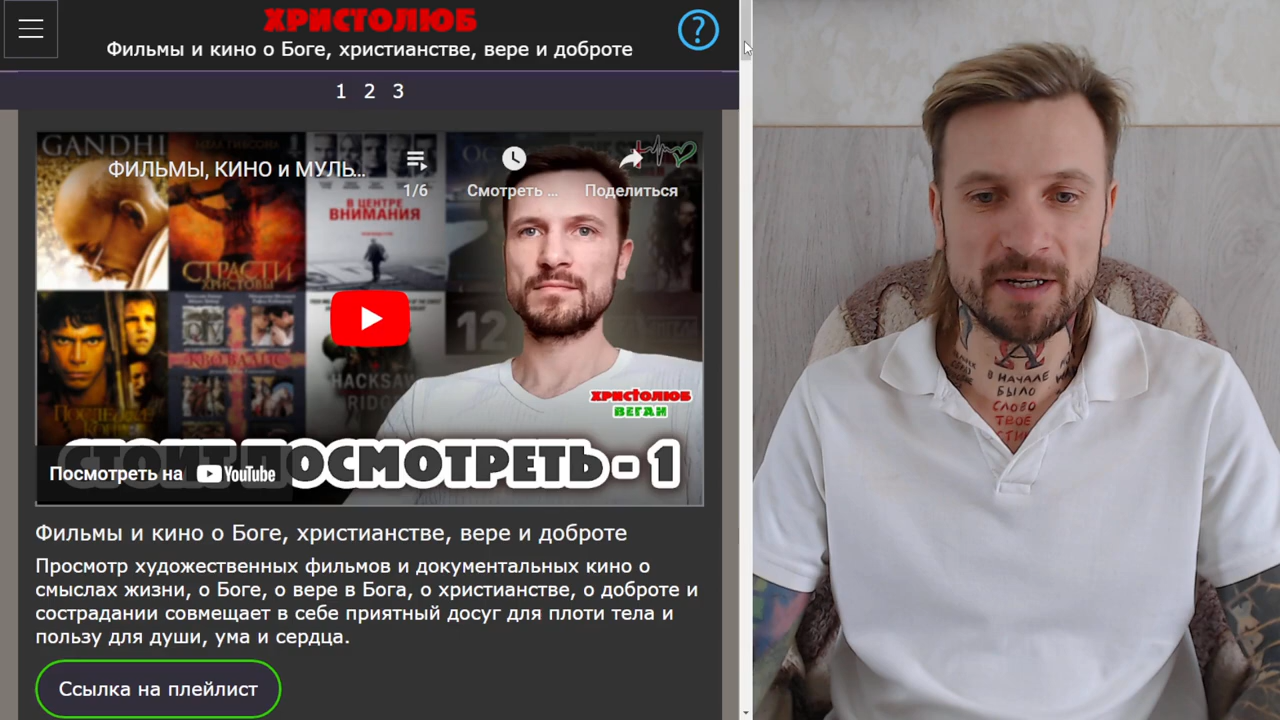 ХРИСТОЛЮБ
Фильмы и кино о Боге, христианстве, вере и доброте
1 2 3
GANDHI
ФИЛЬМЫ, КИНО и МУЛЬ...
1/6
Смотреть ...
Поделиться
В ЦЕНТРЕ
ВНИМАНИЯ
СТРАСТИ
ХРИСТОВЫ
12
HACKSAW
RIDGE
ХРИСТОЛЮБ
ВЕГАН
СТОИТ ПОСМОТРЕТЬ - 1
Посмотреть на YouTube
Фильмы и кино о Боге, христианстве, вере и доброте
Просмотр художественных фильмов и документальных кино о
смыслах жизни, о Боге, о вере в Бога, о христианстве, о доброте и
сострадании совмещает в себе приятный досуг для плоти тела и
пользу для души, ума и сердца.
Ссылка на плейлист
В НАЧАЛЕ
БЫЛО
СЛОВО
ТВОЕ